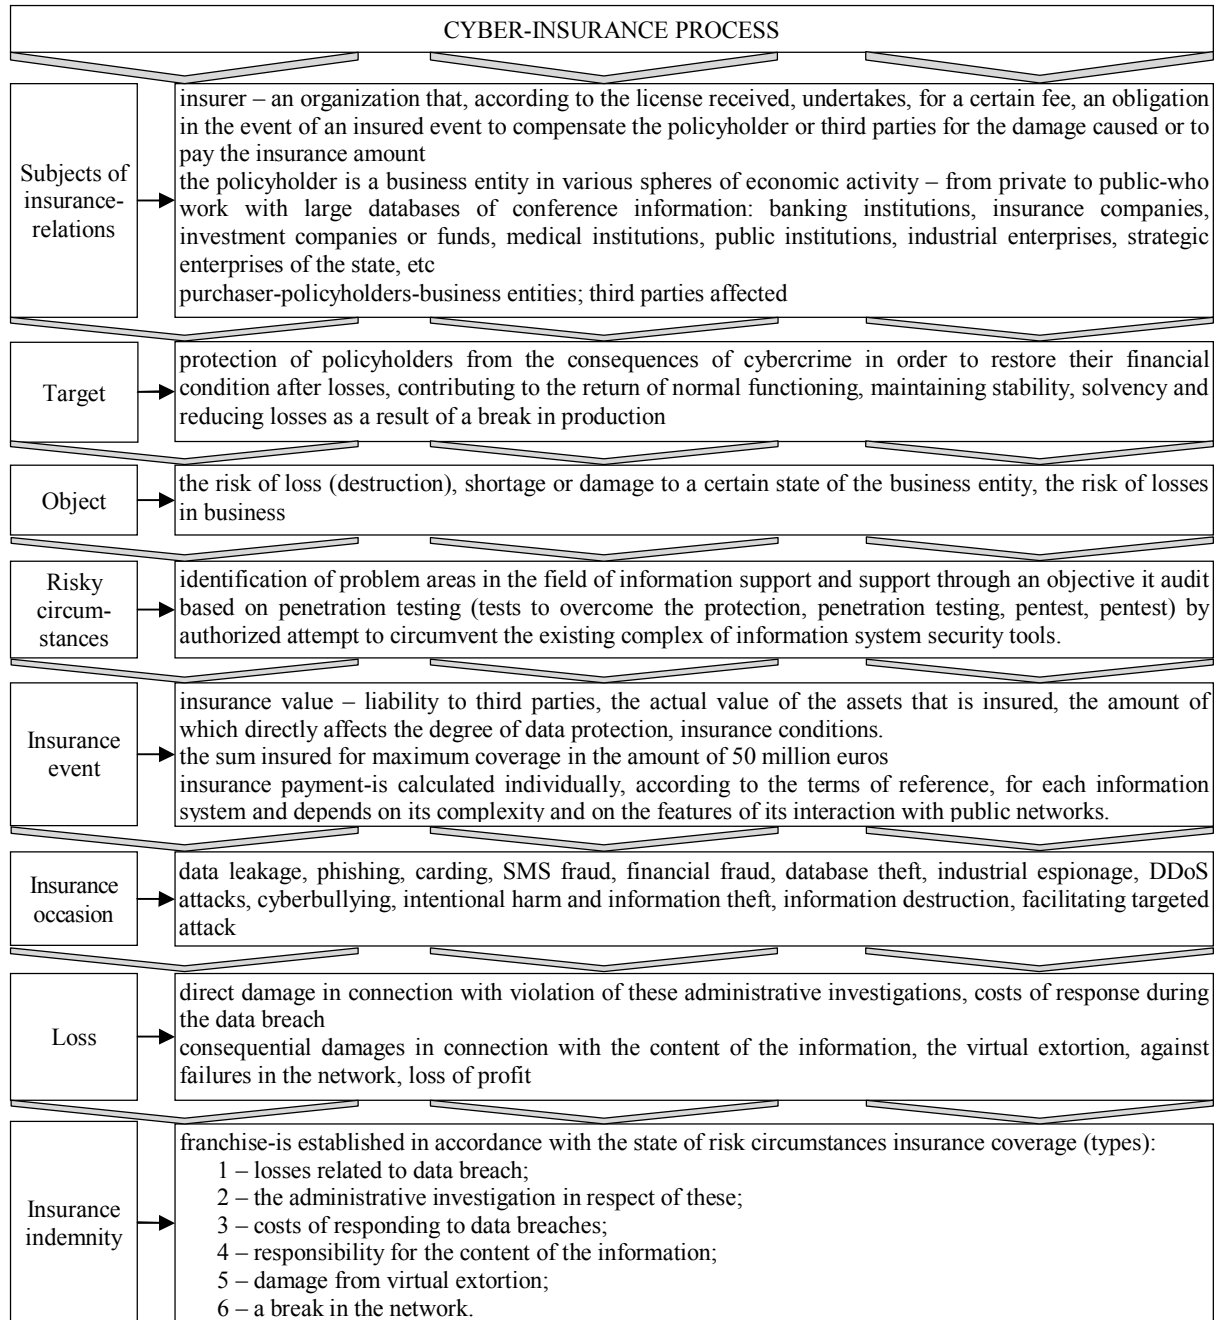 CYBER-INSURANCE PROCESS
Subjects of
insurance-
relations
insurer – an organization that, according to the license received, undertakes, for a certain fee, an obligation
in the event of an insured event to compensate the policyholder or third parties for the damage caused or to
pay the insurance amount
the policyholder is a business entity in various spheres of economic activity – from private to public-who
work with large databases of conference information: banking institutions, insurance companies,
investment companies or funds, medical institutions, public institutions, industrial enterprises, strategic
enterprises of the state, etc
purchaser-policyholders-business entities; third parties affected
Target
protection of policyholders from the consequences of cybercrime in order to restore their financial
condition after losses, contributing to the return of normal functioning, maintaining stability, solvency and
reducing losses as a result of a break in production
Object
the risk of loss (destruction), shortage or damage to a certain state of the business entity, the risk of losses
in business
Risky
circum-
stances
identification of problem areas in the field of information support and support through an objective it audit
based on penetration testing (tests to overcome the protection, penetration testing, pentest, pentest) by
authorized attempt to circumvent the existing complex of information system security tools.
Insurance
event
insurance value – liability to third parties, the actual value of the assets that is insured, the amount of
which directly affects the degree of data protection, insurance conditions.
the sum insured for maximum coverage in the amount of 50 million euros
insurance payment-is calculated individually, according to the terms of reference, for each information
system and depends on its complexity and on the features of its interaction with public networks.
Insurance
occasion
data leakage, phishing, carding, SMS fraud, financial fraud, database theft, industrial espionage, DDoS
attacks, cyberbullying, intentional harm and information theft, information destruction, facilitating targeted
attack
Loss
direct damage in connection with violation of these administrative investigations, costs of response during
the data breach
consequential damages in connection with the content of the information, the virtual extortion, against
failures in the network, loss of profit
Insurance
indemnity
franchise-is established in accordance with the state of risk circumstances insurance coverage (types):
1 – losses related to data breach;
2 – the administrative investigation in respect of these;
3 – costs of responding to data breaches;
4 – responsibility for the content of the information;
5 – damage from virtual extortion;
6 – a break in the network.